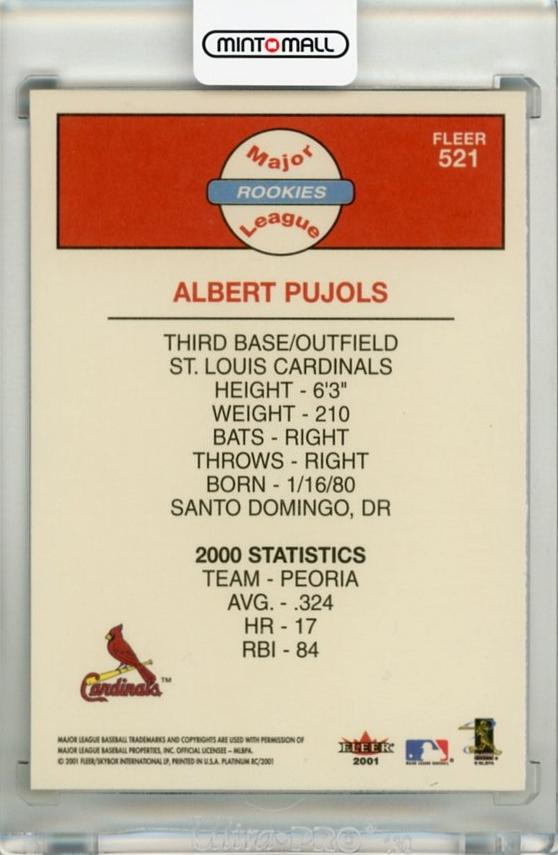 MINTOMALL
FLEER
521
Major
ROOKIES
League
ALBERT PUJOLS
THIRD BASE/OUTFIELD
ST. LOUIS CARDINALS
HEIGHT - 6'3"
WEIGHT - 210
BATS - RIGHT
THROWS - RIGHT
BORN - 1/16/80
SANTO DOMINGO, DR
2000 STATISTICS
TEAM - PEORIA
AVG. - .324
HR - 17
RBI - 84
Cardinals™
MAJOR LEAGUE BASEBALL TRADEMARKS AND COPYRIGHTS ARE USED WITH PERMISSION OF
MAJOR LEAGUE BASEBALL PROPERTIES, INC. OFFICIAL LICENSEE – MLBPA.
© 2001 FLEER/SKYBOX INTERNATIONAL LP, PRINTED IN U.S.A. PLATINUM RC/2001
FLEER
2001
Ultra-PRO